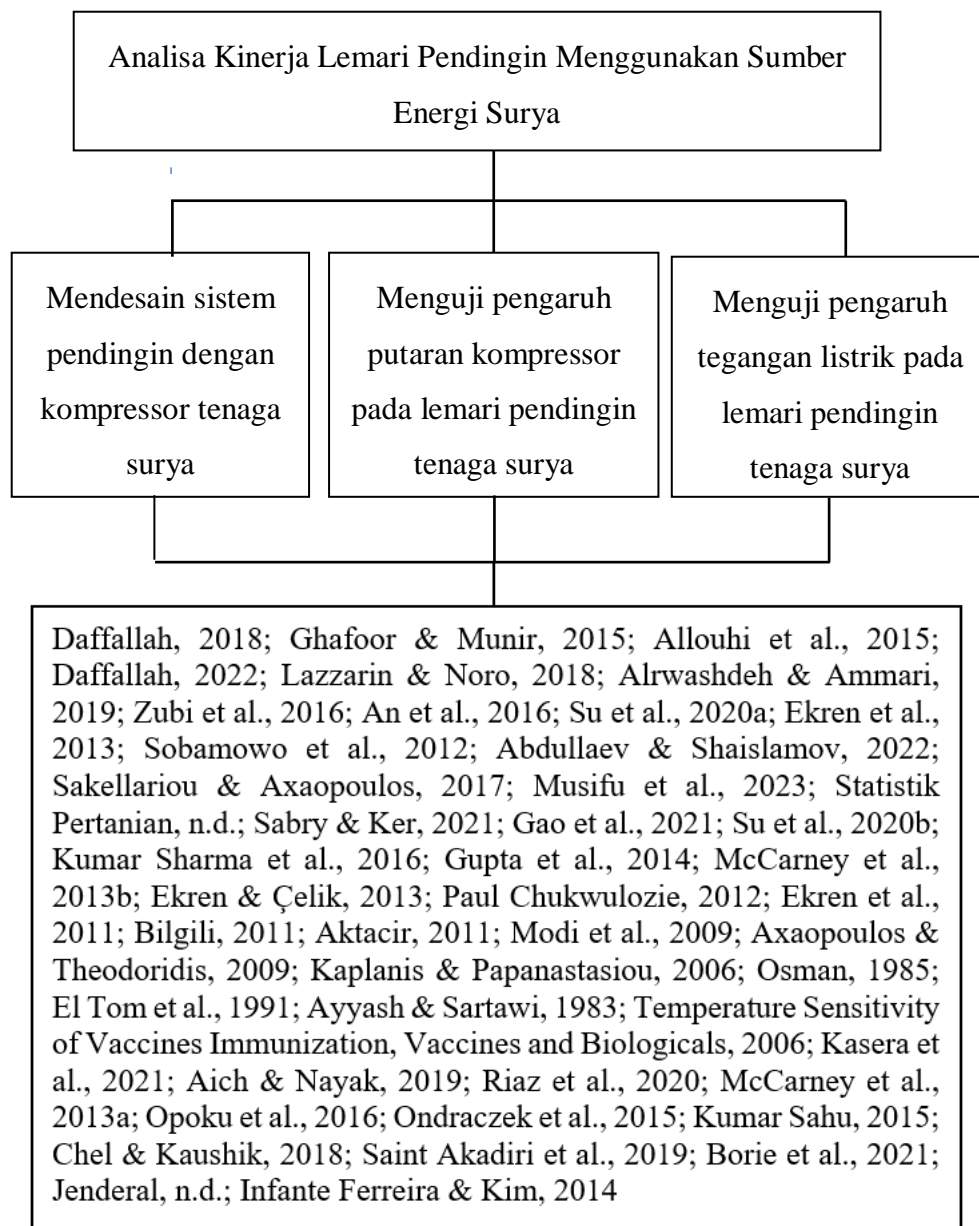 Analisa Kinerja Lemari Pendingin Menggunakan Sumber
Energi Surya
Mendesain sistem
pendingin dengan
kompressor tenaga
surya
Menguji pengaruh
putaran kompressor
pada lemari pendingin
tenaga surya
Menguji pengaruh
tegangan listrik pada
lemari pendingin
tenaga surya
Daffallah, 2018; Ghafoor & Munir, 2015; Allouhi et al., 2015;
Daffallah, 2022; Lazzarin & Noro, 2018; Alrwashdeh & Ammari,
2019; Zubi et al., 2016; An et al., 2016; Su et al., 2020a; Ekren et al.,
2013; Sobamowo et al., 2012; Abdullaev & Shaislamov, 2022;
Sakellariou & Axaopoulos, 2017; Musifu et al., 2023; Statistik
Pertanian, n.d.; Sabry & Ker, 2021; Gao et al., 2021; Su et al., 2020b;
Kumar Sharma et al., 2016; Gupta et al., 2014; McCarney et al.,
2013b; Ekren & Çelik, 2013; Paul Chukwulozie, 2012; Ekren et al.,
2011; Bilgili, 2011; Aktacir, 2011; Modi et al., 2009; Axaopoulos &
Theodoridis, 2009; Kaplanis & Papanastasiou, 2006; Osman, 1985;
El Tom et al., 1991; Ayyash & Sartawi, 1983; Temperature Sensitivity
of Vaccines Immunization, Vaccines and Biologicals, 2006; Kasera et
al., 2021; Aich & Nayak, 2019; Riaz et al., 2020; McCarney et al.,
2013a; Opoku et al., 2016; Ondraczek et al., 2015; Kumar Sahu, 2015;
Chel & Kaushik, 2018; Saint Akadiri et al., 2019; Borie et al., 2021;
Jenderal, n.d.; Infante Ferreira & Kim, 2014